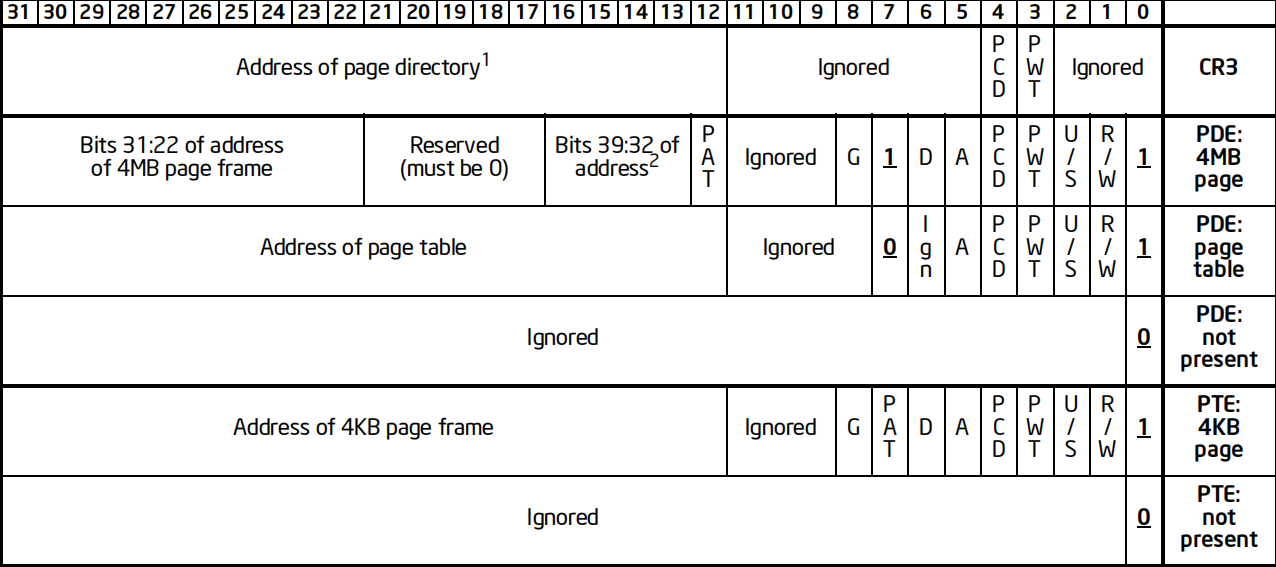 31 30 29 28 27 26 25 24 23 22 21 20 19 18 17 16 15 14 13 12 11 10 9 8 7 6 5 4 3 2 1 0
Address of page directory1
Ignored
PCD
PWT
Ignored
CR3
Bits 31:22 of address
of 4MB page frame
Reserved
(must be 0)
Bits 39:32 of
address2
PAT
Ignored
G
1
D
A
PCD
PWT
U/S
R/W
1
PDE:
4MB
page
Address of page table
Ignored
0
Ign
A
PCD
PWT
U/S
R/W
1
PDE:
page
table
Ignored
0
PDE:
not
present
Address of 4KB page frame
Ignored
G
PAT
D
A
PCD
PWT
U/S
R/W
1
PTE:
4KB
page
Ignored
0
PTE:
not
present